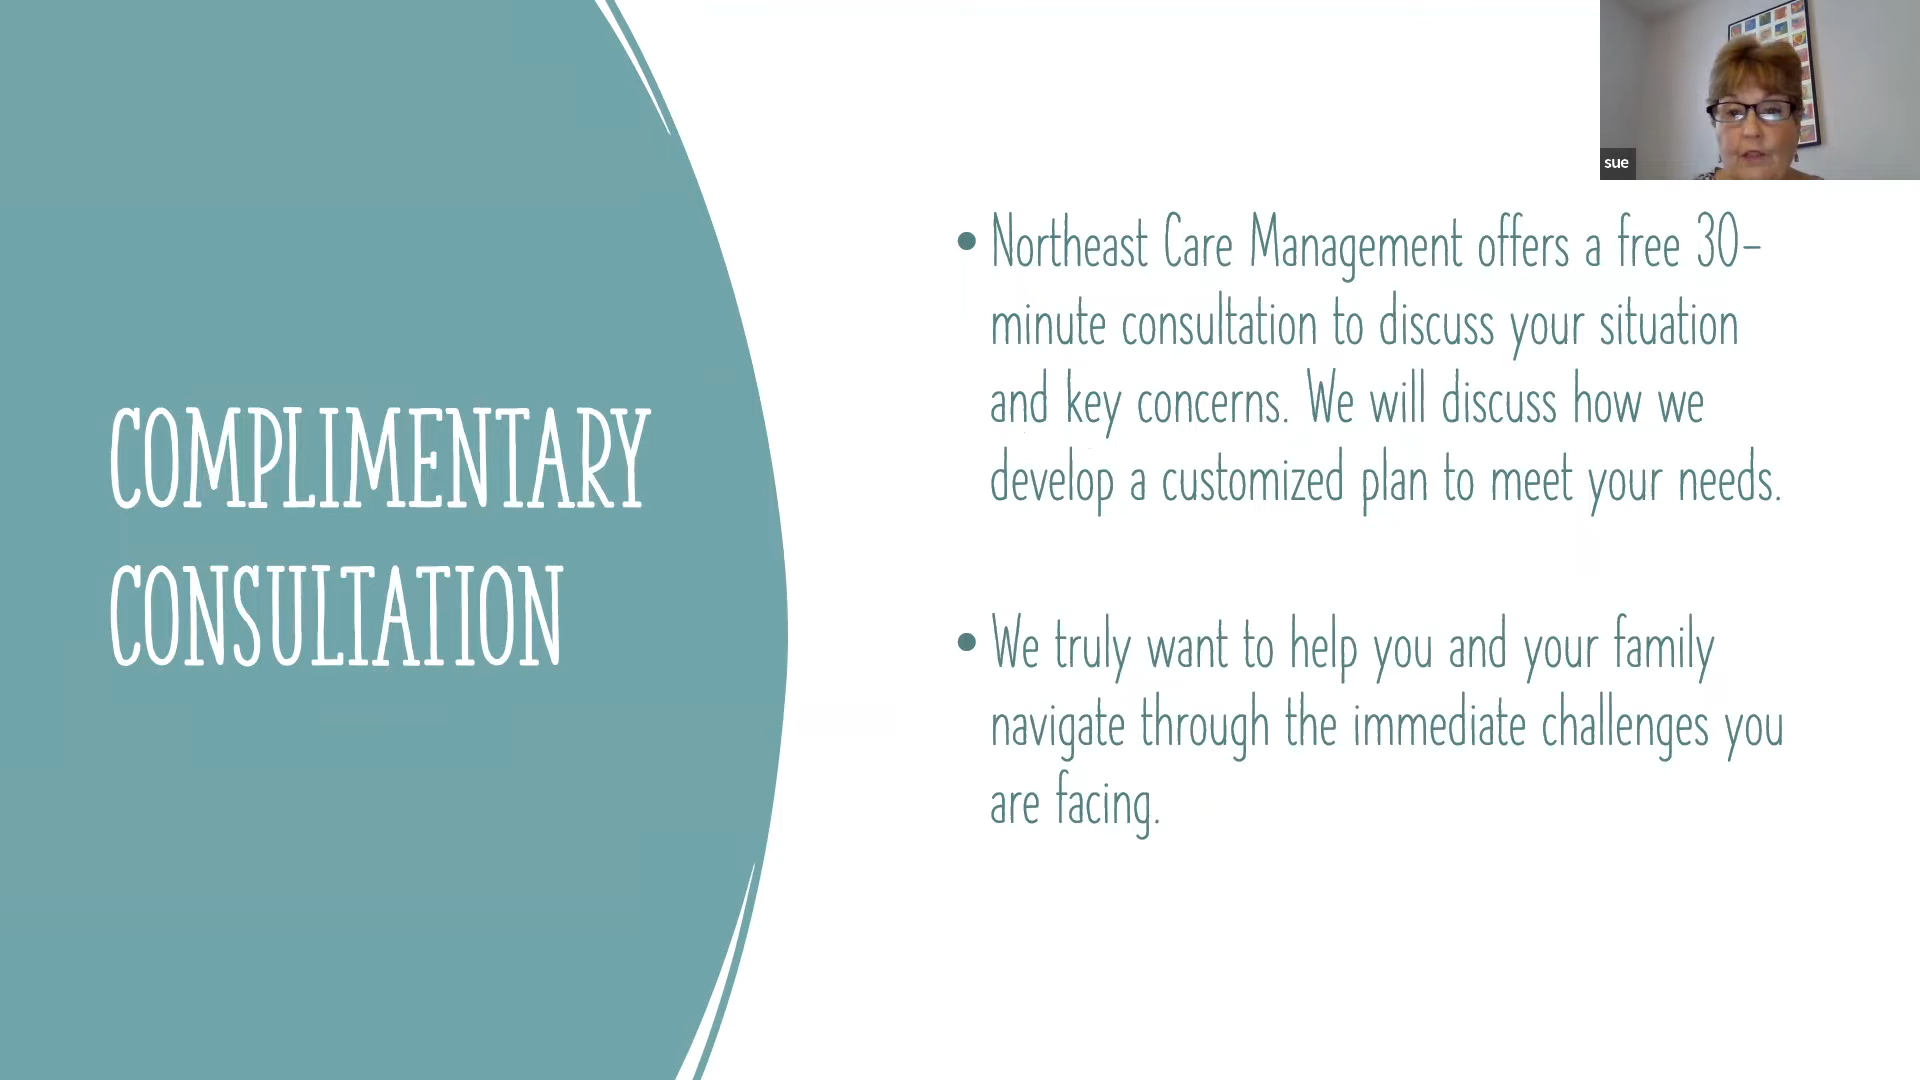 COMPLIMENTARY
CONSULTATION
sue
• Northeast Care Management offers a free 30-
minute consultation to discuss your situation
and key concerns. We will discuss how we
develop a customized plan to meet your needs.
• We truly want to help you and your family
navigate through the immediate challenges you
are facing.